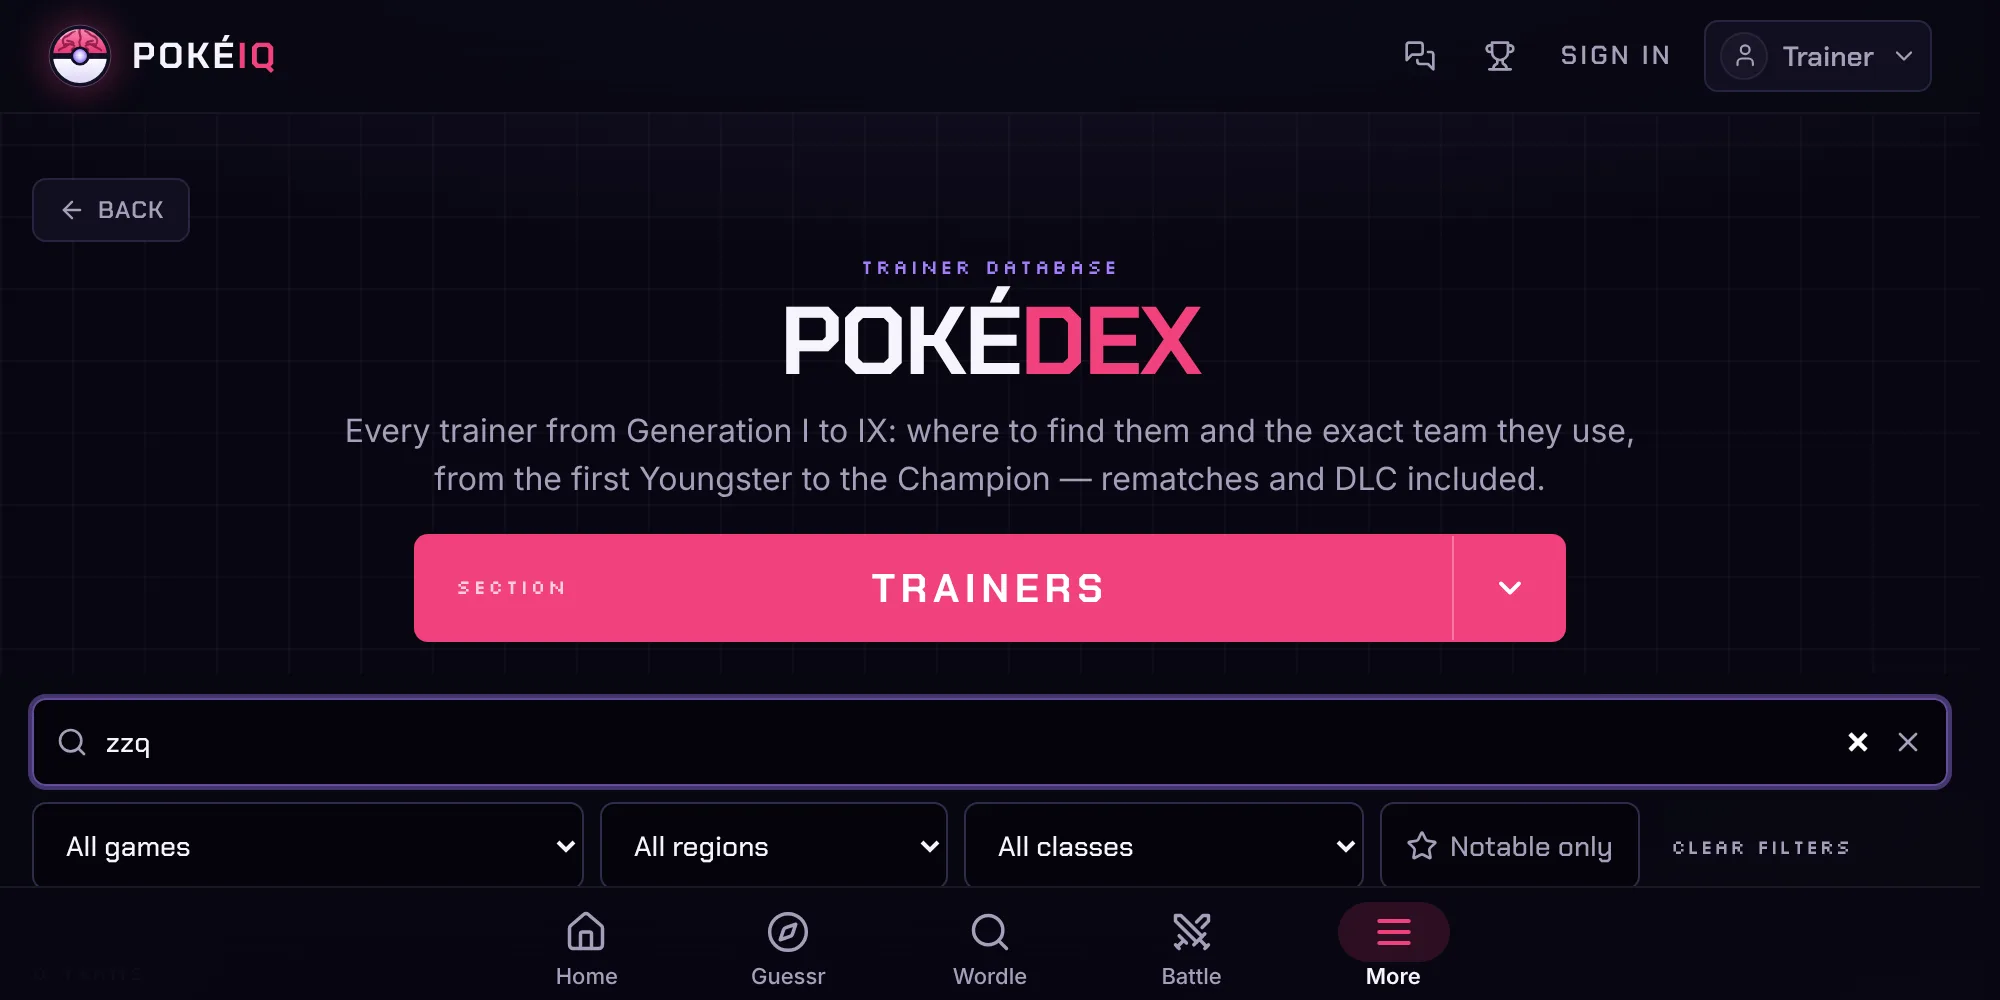 POKÉIQ
SIGN IN
Trainer
BACK
TRAINER DATABASE
POKÉDEX
Every trainer from Generation I to IX: where to find them and the exact team they use,
from the first Youngster to the Champion — rematches and DLC included.
SECTION
TRAINERS
zzq
All games
All regions
All classes
Notable only
CLEAR FILTERS
Home
Guessr
Wordle
Battle
More